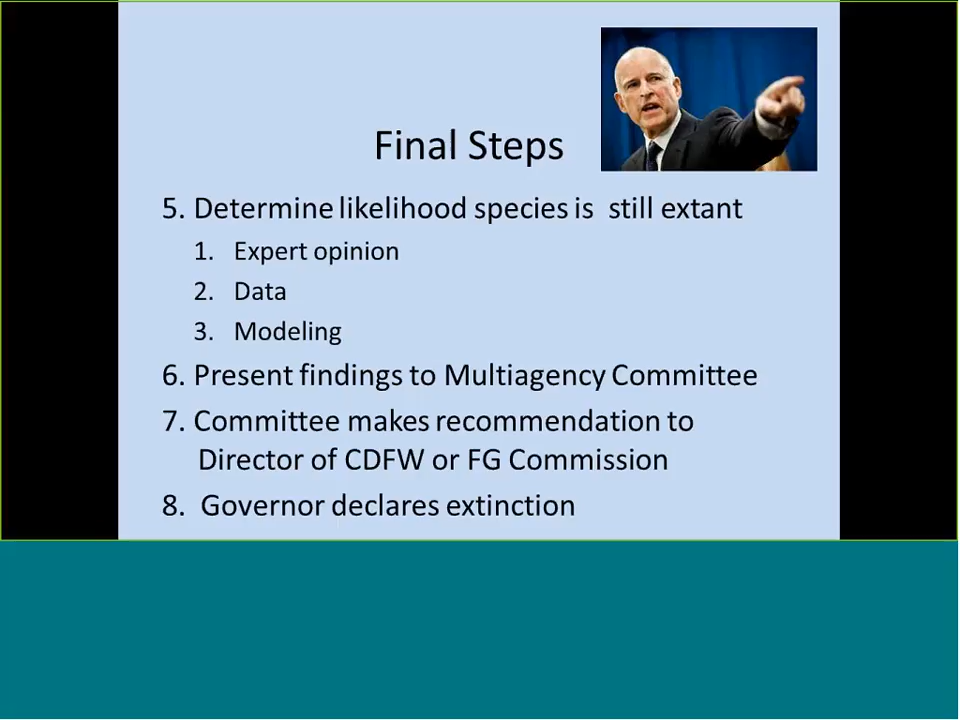 Final Steps
5. Determine likelihood species is still extant
1. Expert opinion
2. Data
3. Modeling
6. Present findings to Multiagency Committee
7. Committee makes recommendation to
Director of CDFW or FG Commission
8. Governor declares extinction